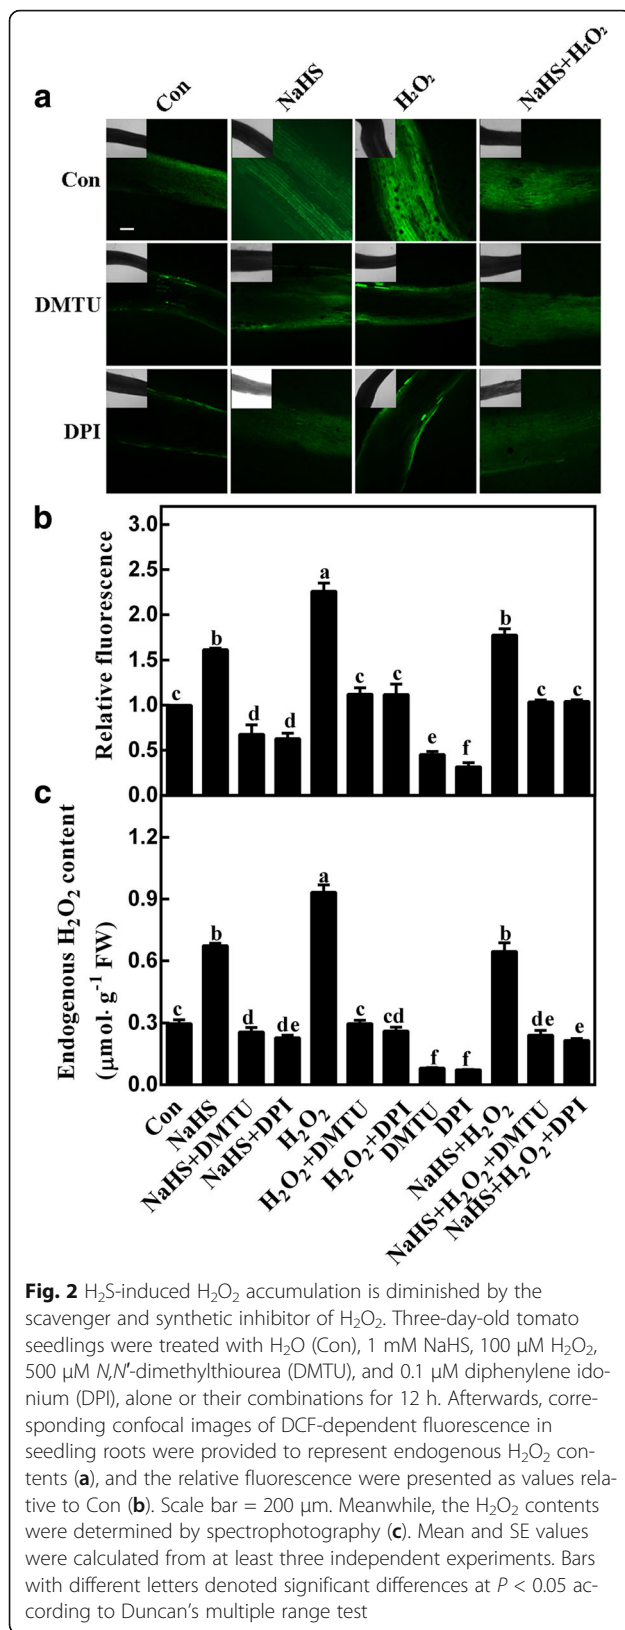 a
Con NaHS H₂O₂ NaHS+H₂O₂
Con
DMTU
DPI
b
Relative fluorescence
3.0
2.5
2.0
1.5
1.0
0.5
0.0
c b d d a c c e f b c c
c
Endogenous H₂O₂ content
(μmol· g⁻¹ FW)
1.2
0.9
0.6
0.3
0.0
c b d de a c cd f f b de e
Con
NaHS
NaHS+DMTU
NaHS+DPI
H₂O₂
H₂O₂+DMTU
H₂O₂+DPI
DMTU
DPI
NaHS+H₂O₂
NaHS+H₂O₂+DMTU
NaHS+H₂O₂+DPI
Fig. 2 H₂S-induced H₂O₂ accumulation is diminished by the
scavenger and synthetic inhibitor of H₂O₂. Three-day-old tomato
seedlings were treated with H₂O (Con), 1 mM NaHS, 100 μM H₂O₂,
500 μM N,N′-dimethylthiourea (DMTU), and 0.1 μM diphenylene ido-
nium (DPI), alone or their combinations for 12 h. Afterwards, corre-
sponding confocal images of DCF-dependent fluorescence in
seedling roots were provided to represent endogenous H₂O₂ con-
tents (a), and the relative fluorescence were presented as values rela-
tive to Con (b). Scale bar = 200 μm. Meanwhile, the H₂O₂ contents
were determined by spectrophotography (c). Mean and SE values
were calculated from at least three independent experiments. Bars
with different letters denoted significant differences at P < 0.05 ac-
cording to Duncan's multiple range test